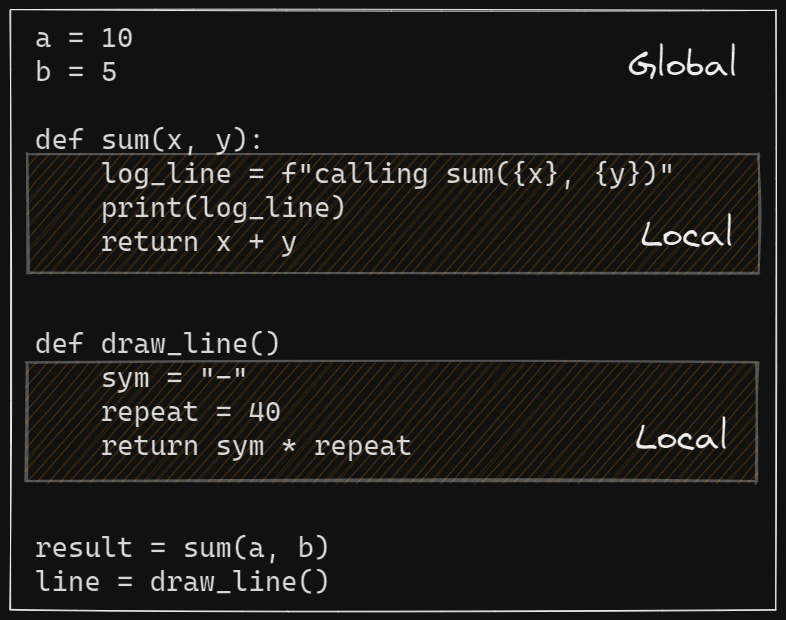 a = 10
b = 5
Global
def sum(x, y):
    log_line = f"calling sum({x}, {y})"
    print(log_line)
    return x + y
Local
def draw_line()
    sym = "-"
    repeat = 40
    return sym * repeat
Local
result = sum(a, b)
line = draw_line()